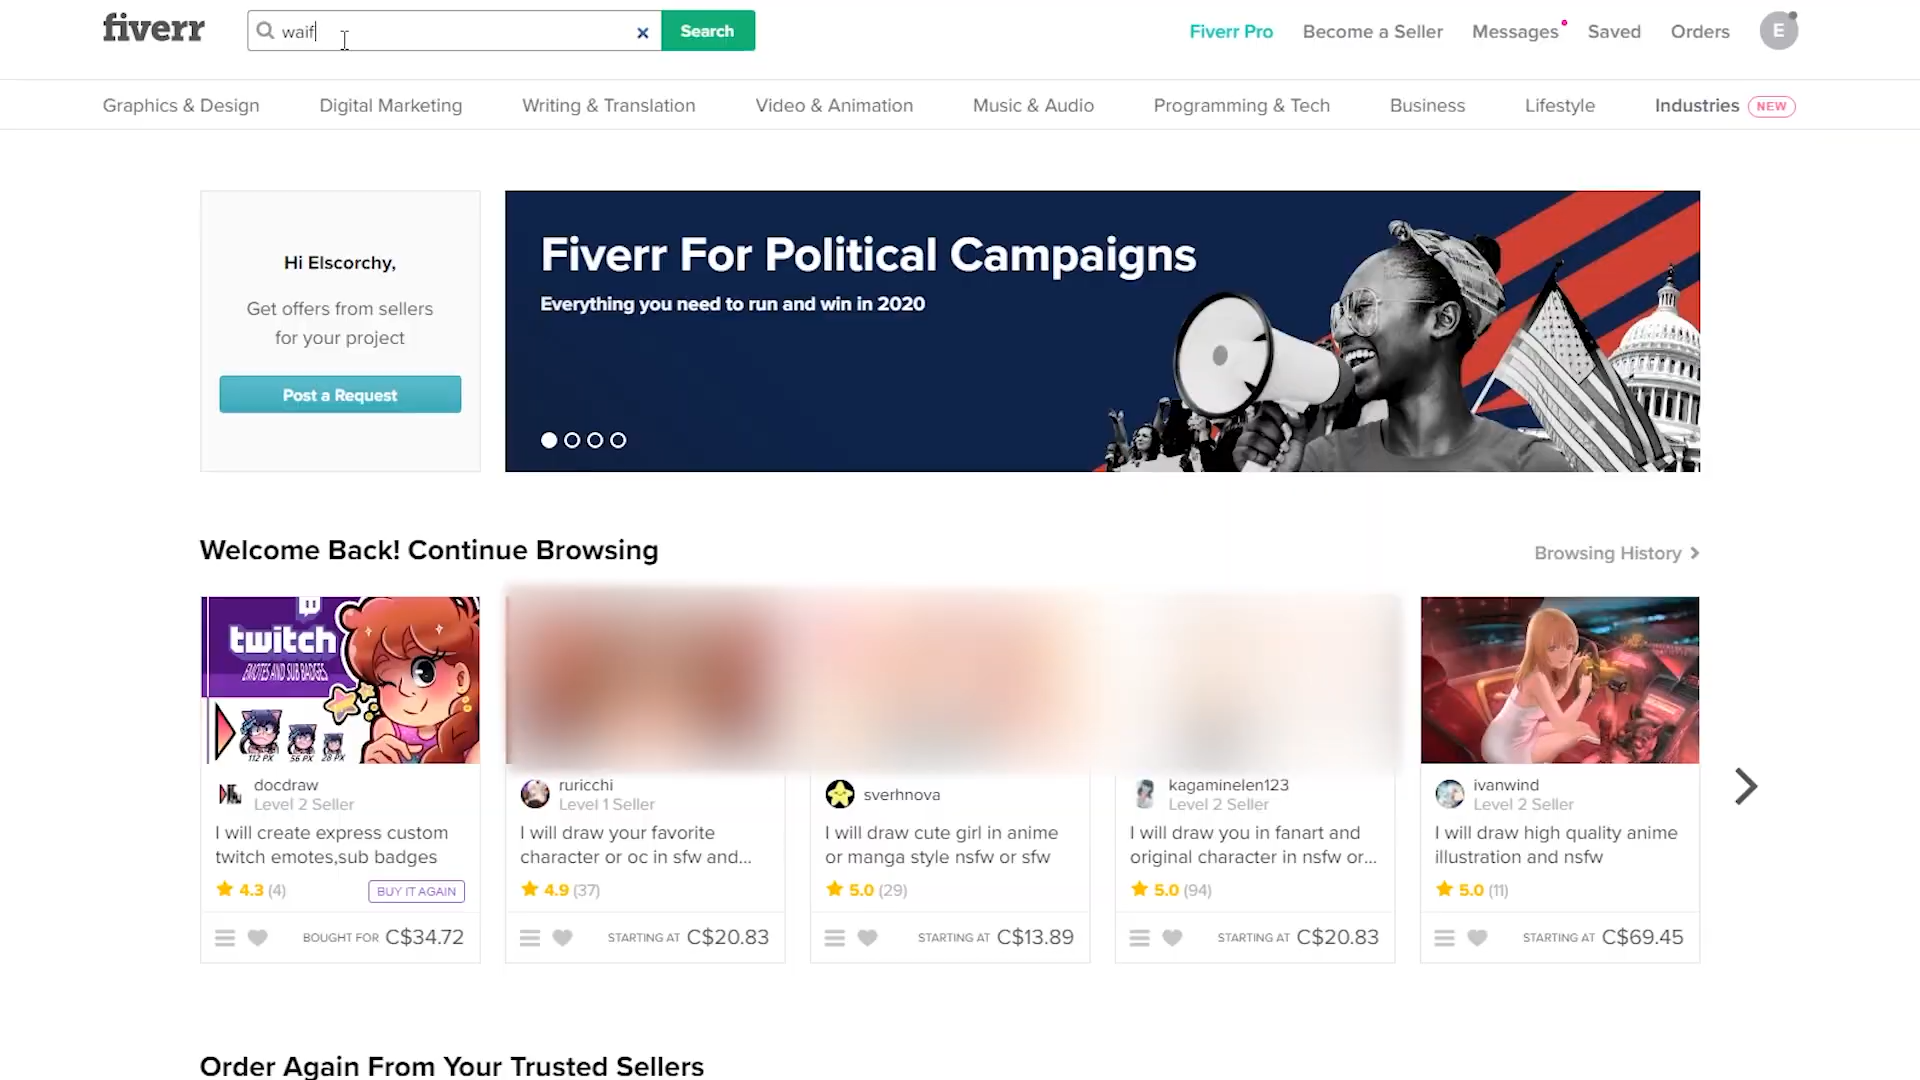 fiverr
waif
Search
Fiverr Pro
Become a Seller
Messages
Saved
Orders
E
Graphics & Design
Digital Marketing
Writing & Translation
Video & Animation
Music & Audio
Programming & Tech
Business
Lifestyle
Industries NEW
Hi Elscorchy,
Get offers from sellers
for your project
Post a Request
Fiverr For Political Campaigns
Everything you need to run and win in 2020
Welcome Back! Continue Browsing
Browsing History
twitch
EMOTES AND SUB BADGES
112 PX 56 PX 28 PX
docdraw
Level 2 Seller
I will create express custom
twitch emotes,sub badges
4.3 (4)
BUY IT AGAIN
BOUGHT FOR C$34.72
ruricchi
Level 1 Seller
I will draw your favorite
character or oc in sfw and...
4.9 (37)
STARTING AT C$20.83
sverhnova
I will draw cute girl in anime
or manga style nsfw or sfw
5.0 (29)
STARTING AT C$13.89
kagaminelen123
Level 2 Seller
I will draw you in fanart and
original character in nsfw or...
5.0 (94)
STARTING AT C$20.83
ivanwind
Level 2 Seller
I will draw high quality anime
illustration and nsfw
5.0 (11)
STARTING AT C$69.45
Order Again From Your Trusted Sellers